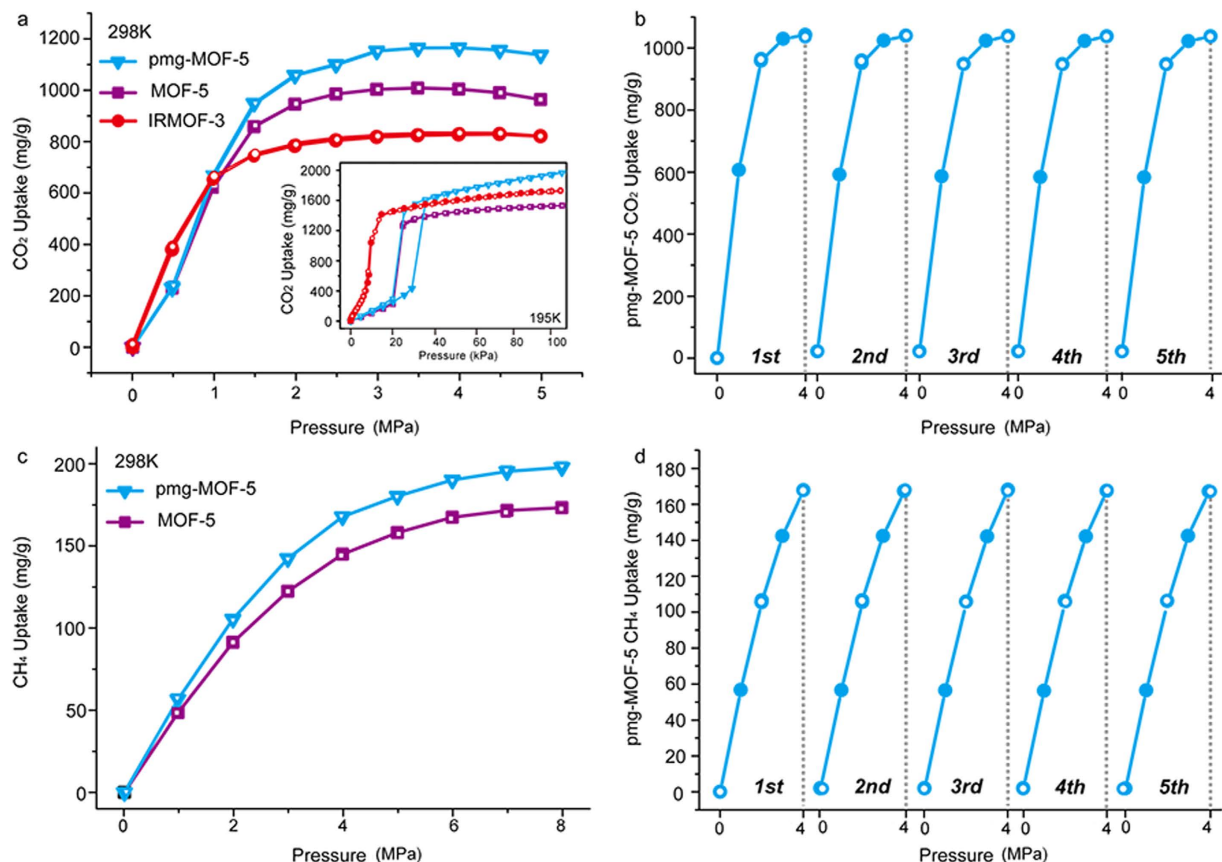 a
298K
pmg-MOF-5
MOF-5
IRMOF-3
CO₂ Uptake (mg/g)
1200
1000
800
600
400
200
0
0 1 2 3 4 5
Pressure (MPa)
CO₂ Uptake (mg/g)
2000
1600
1200
800
400
0
0 20 40 60 80 100
Pressure (kPa)
195K
b
pmg-MOF-5 CO₂ Uptake (mg/g)
1000
800
600
400
200
0
1st 2nd 3rd 4th 5th
0 4 0 4 0 4 0 4 0 4
Pressure (MPa)
c
298K
pmg-MOF-5
MOF-5
CH₄ Uptake (mg/g)
200
150
100
50
0
0 2 4 6 8
Pressure (MPa)
d
pmg-MOF-5 CH₄ Uptake (mg/g)
180
160
140
120
100
80
60
40
20
0
1st 2nd 3rd 4th 5th
0 4 0 4 0 4 0 4 0 4
Pressure (MPa)